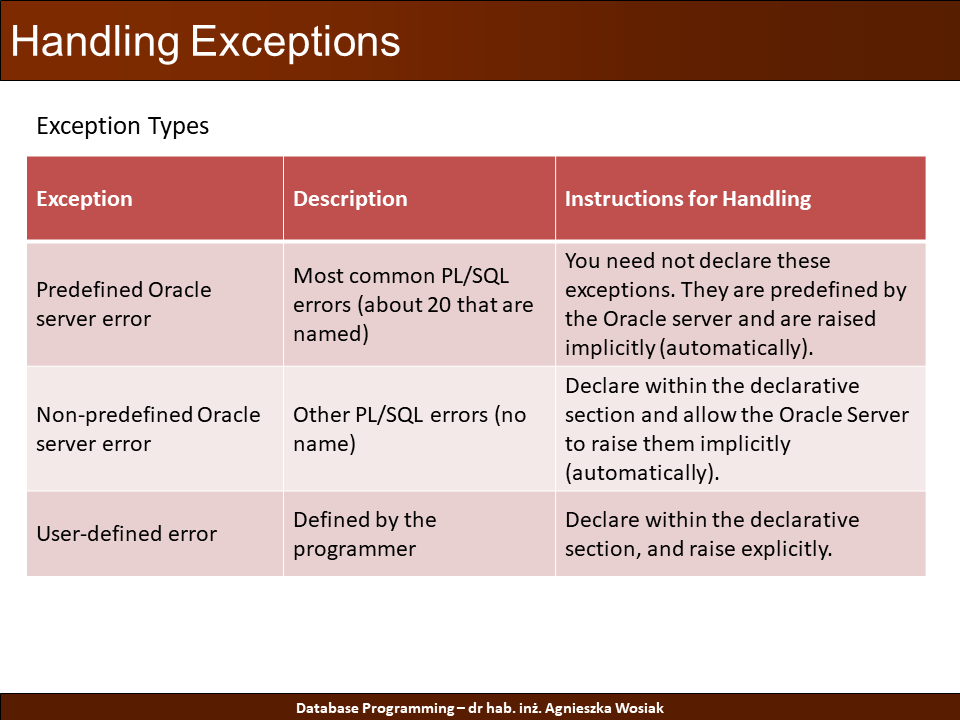 Handling Exceptions
Exception Types
Exception
Description
Instructions for Handling
Predefined Oracle
server error
Most common PL/SQL
errors (about 20 that are
named)
You need not declare these
exceptions. They are predefined by
the Oracle server and are raised
implicitly (automatically).
Non-predefined Oracle
server error
Other PL/SQL errors (no
name)
Declare within the declarative
section and allow the Oracle Server
to raise them implicitly
(automatically).
User-defined error
Defined by the
programmer
Declare within the declarative
section, and raise explicitly.
Database Programming – dr hab. inż. Agnieszka Wosiak